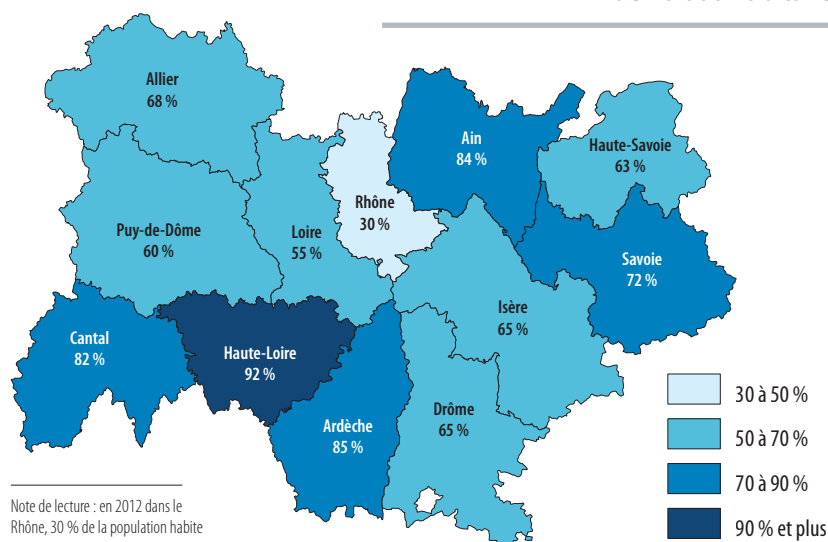 Allier
68 %
Ain
84 %
Haute-Savoie
63 %
Rhône
30 %
Puy-de-Dôme
60 %
Loire
55 %
Savoie
72 %
Isère
65 %
Cantal
82 %
Haute-Loire
92 %
Drôme
65 %
Ardèche
85 %
30 à 50 %
50 à 70 %
70 à 90 %
90 % et plus
Note de lecture : en 2012 dans le
Rhône, 30 % de la population habite